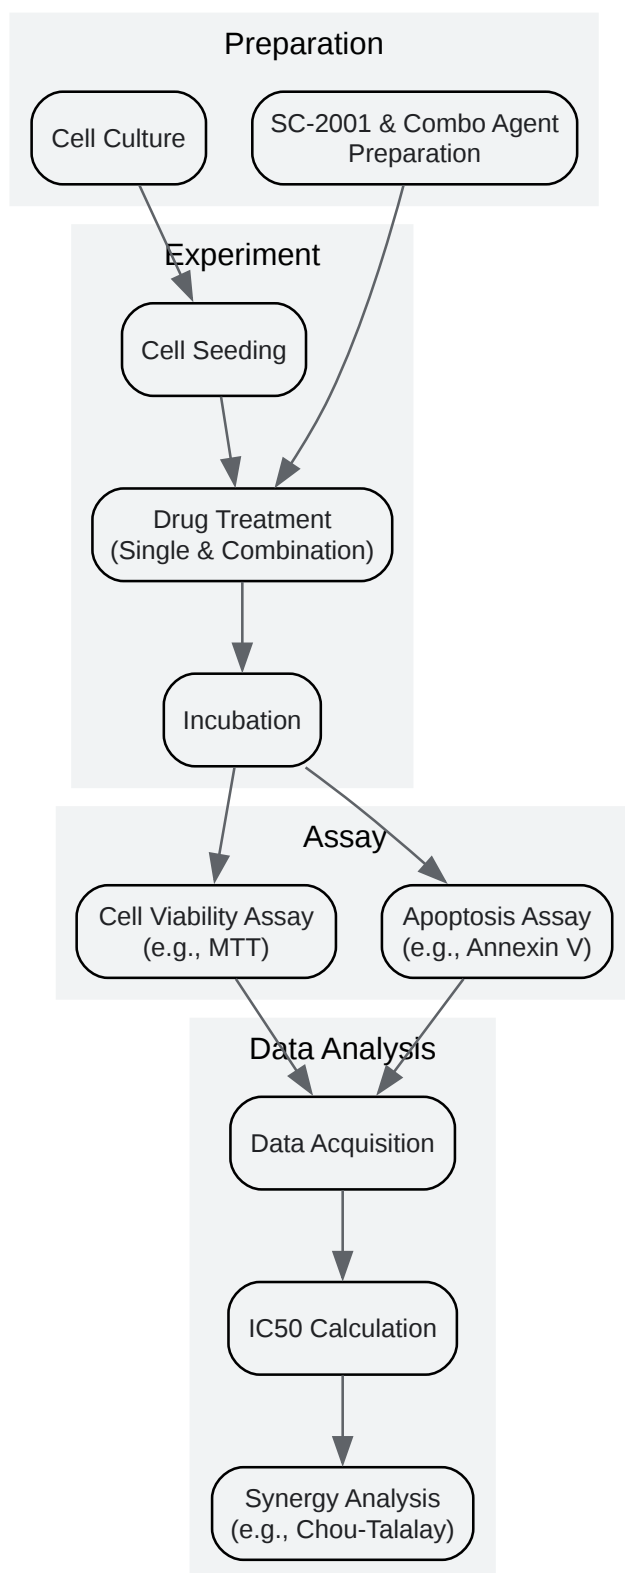 Preparation
Cell Culture
SC-2001 & Combo Agent
Preparation
Experiment
Cell Seeding
Drug Treatment
(Single & Combination)
Incubation
Assay
Cell Viability Assay
(e.g., MTT)
Apoptosis Assay
(e.g., Annexin V)
Data Analysis
Data Acquisition
IC50 Calculation
Synergy Analysis
(e.g., Chou-Talalay)